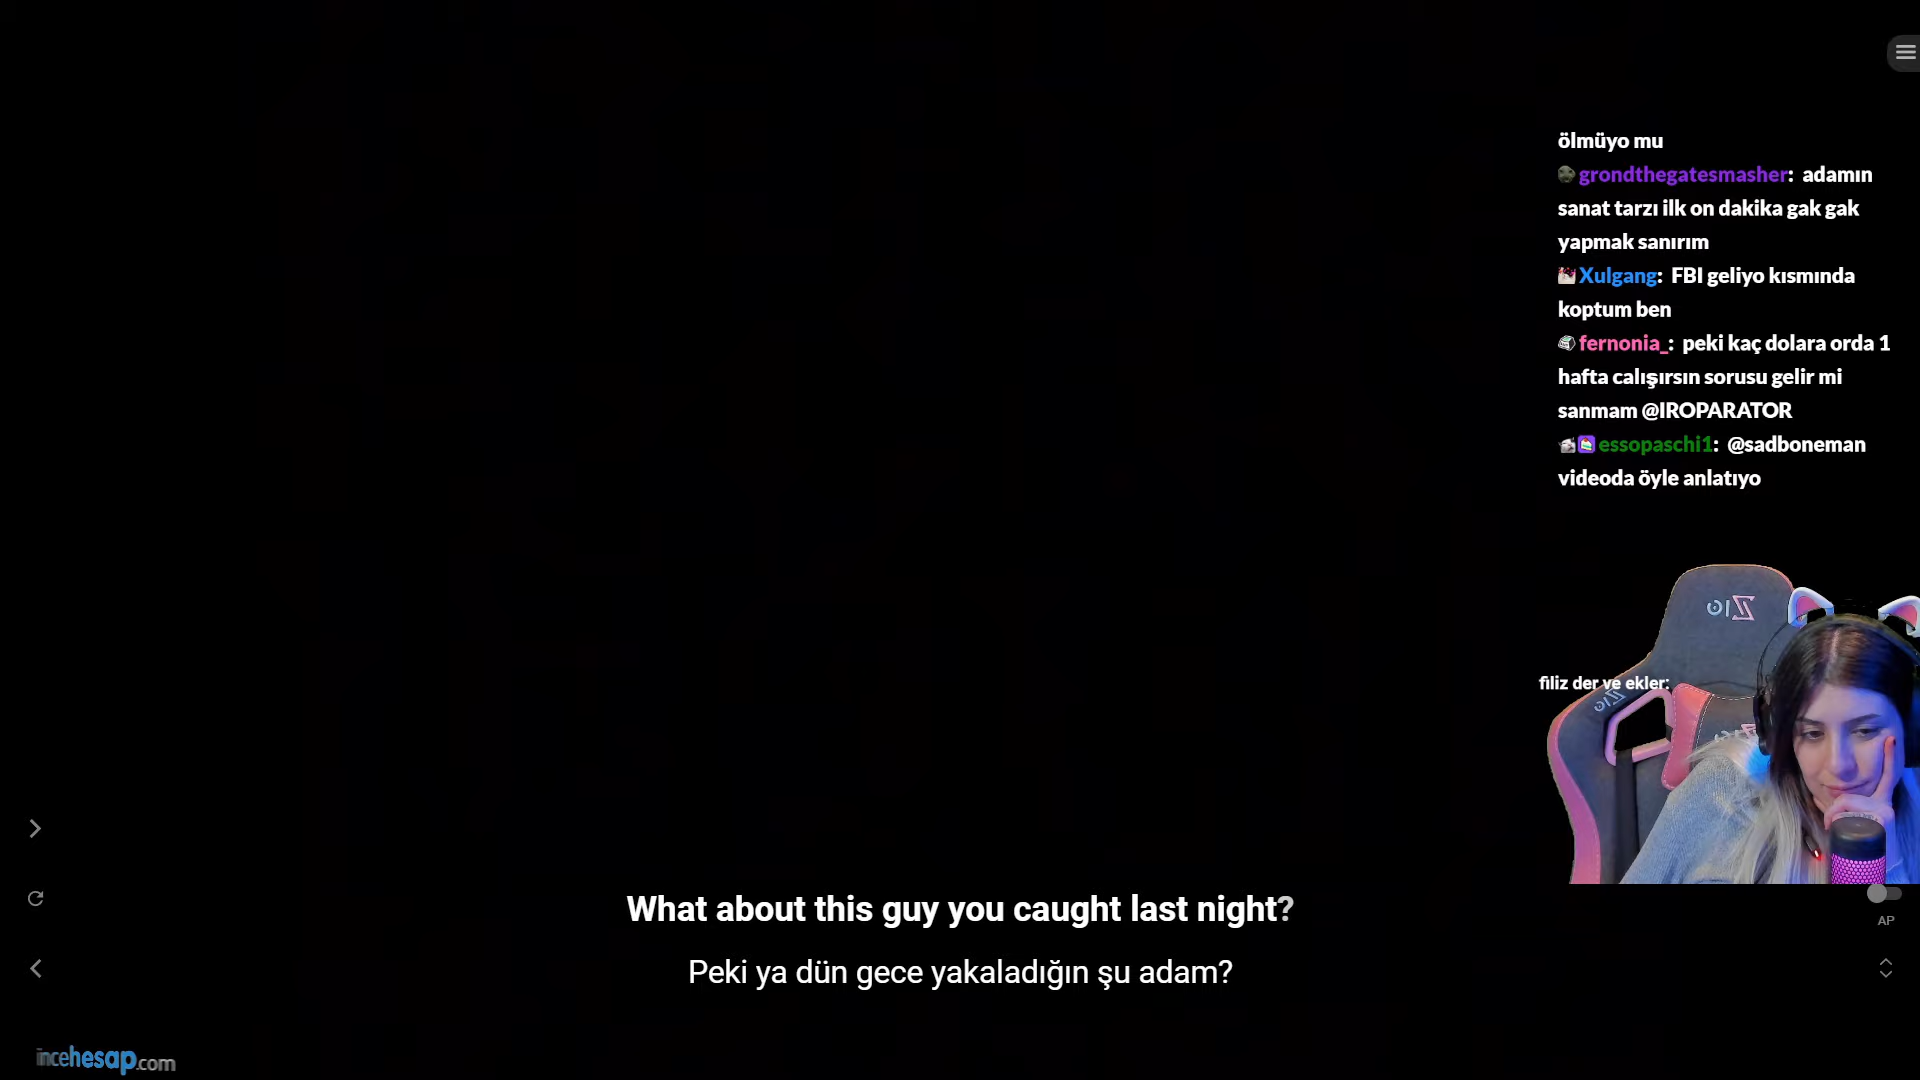 ölmüyo mu
grondthegatesmasher: adamın
sanat tarzı ilk on dakika gak gak
yapmak sanırım
Xulgang: FBI geliyo kısmında
koptum ben
fernonia_: peki kaç dolara orda 1
hafta calışırsın sorusu gelir mi
sanmam @IROPARATOR
essopaschi1: @sadboneman
videoda öyle anlatıyo
filiz der ve ekler:
AP
What about this guy you caught last night?
Peki ya dün gece yakaladığın şu adam?
incehesap.com